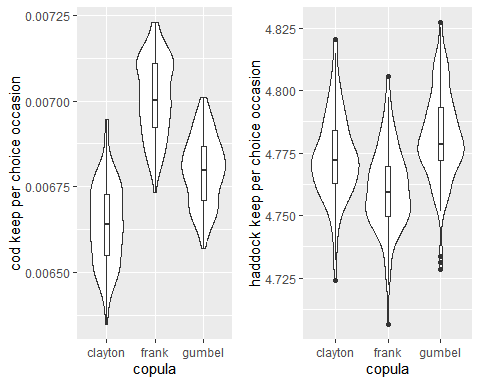 cod keep per choice occasion
0.00725
0.00700
0.00675
0.00650
clayton frank gumbel
copula
haddock keep per choice occasion
4.825
4.800
4.775
4.750
4.725
clayton frank gumbel
copula